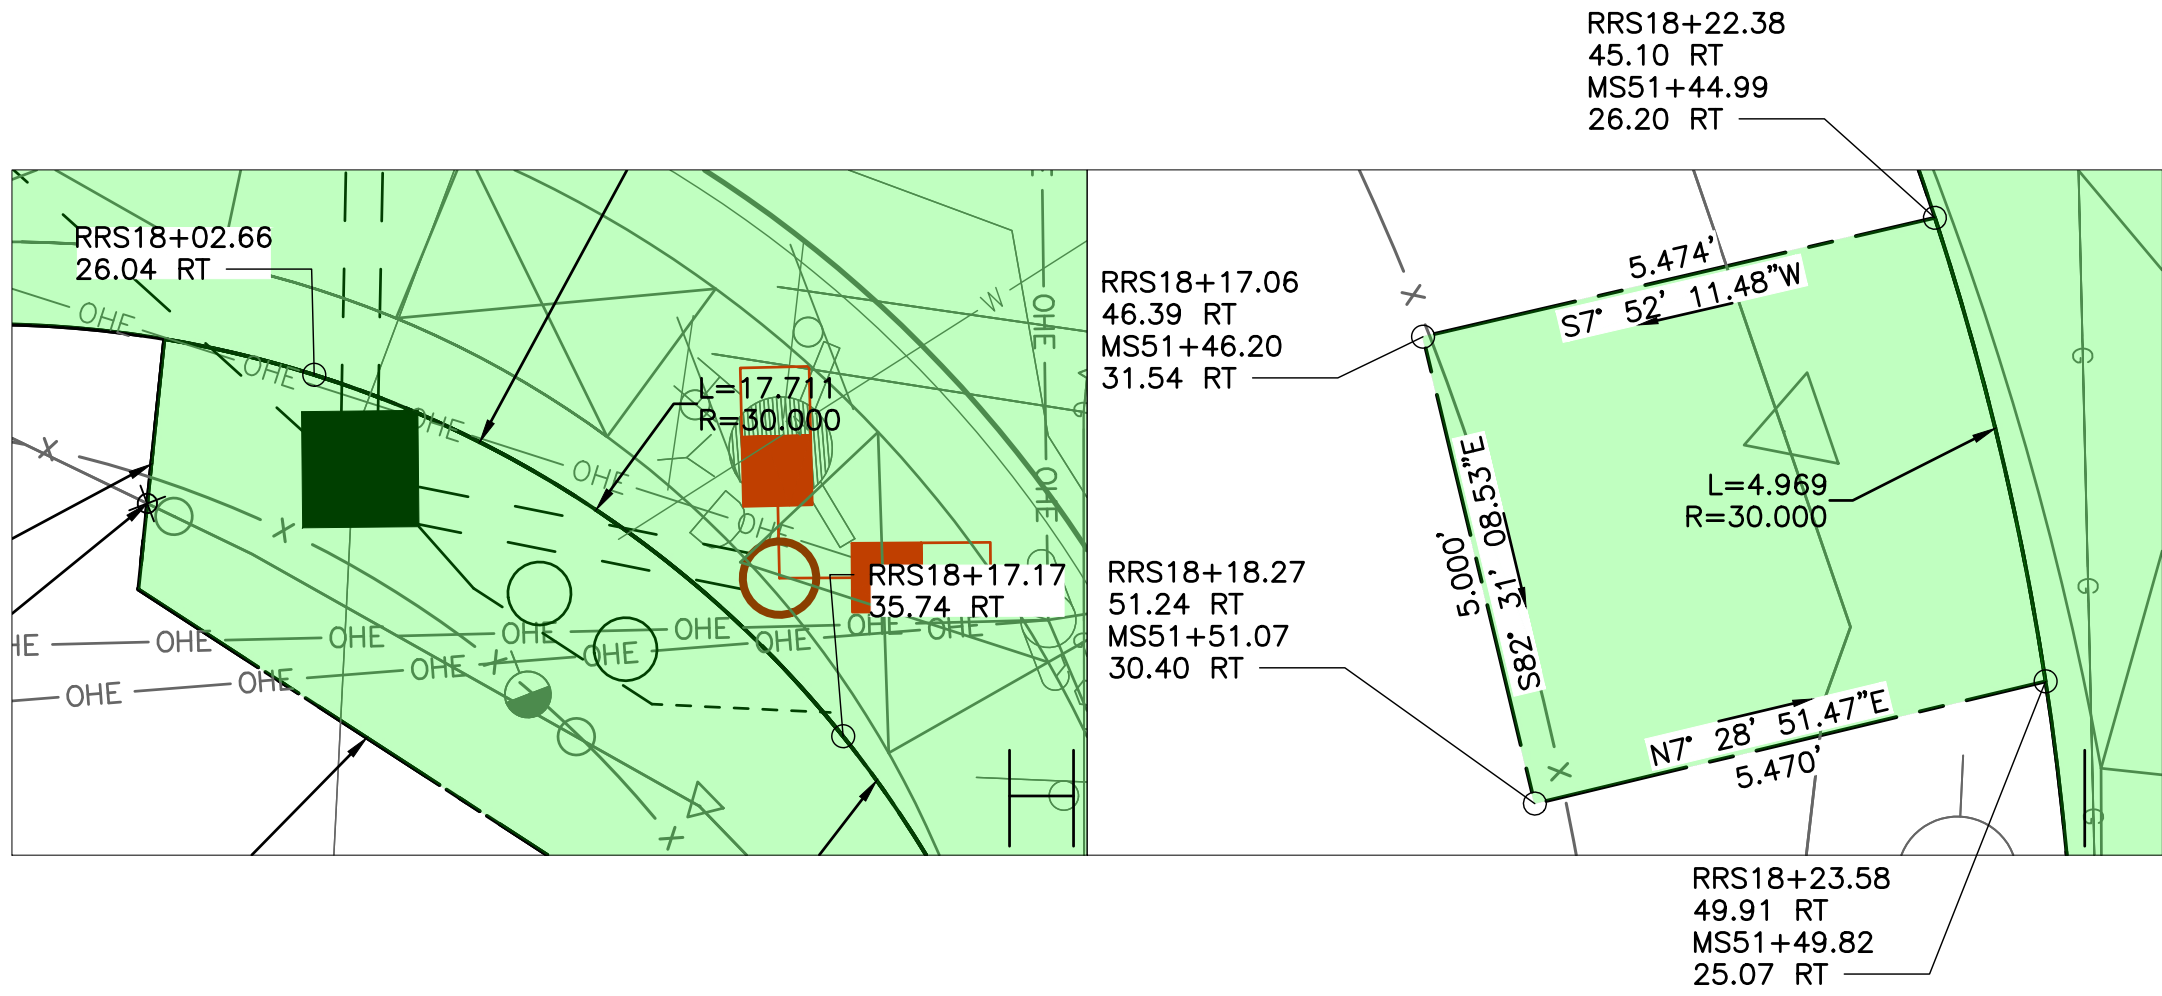 RRS18+22.38
45.10 RT
MS51+44.99
26.20 RT
RRS18+02.66
26.04 RT
OHE
OHE
OHE
OHE
OHE
L=17.711
R=30.000
W
OHE
OHE
G
X
X
RRS18+17.17
35.74 RT
HE
OHE
OHE
OHE
OHE
OHE
OHE
OHE
OHE
OHE
OHE
OHE
X
X
RRS18+17.06
46.39 RT
MS51+46.20
31.54 RT
X
5.474'
S7° 52' 11.48"W
S82° 31' 08.53"E
5.000'
L=4.969
R=30.000
G
G
G
RRS18+18.27
51.24 RT
MS51+51.07
30.40 RT
N7° 28' 51.47"E
5.470'
X
RRS18+23.58
49.91 RT
MS51+49.82
25.07 RT